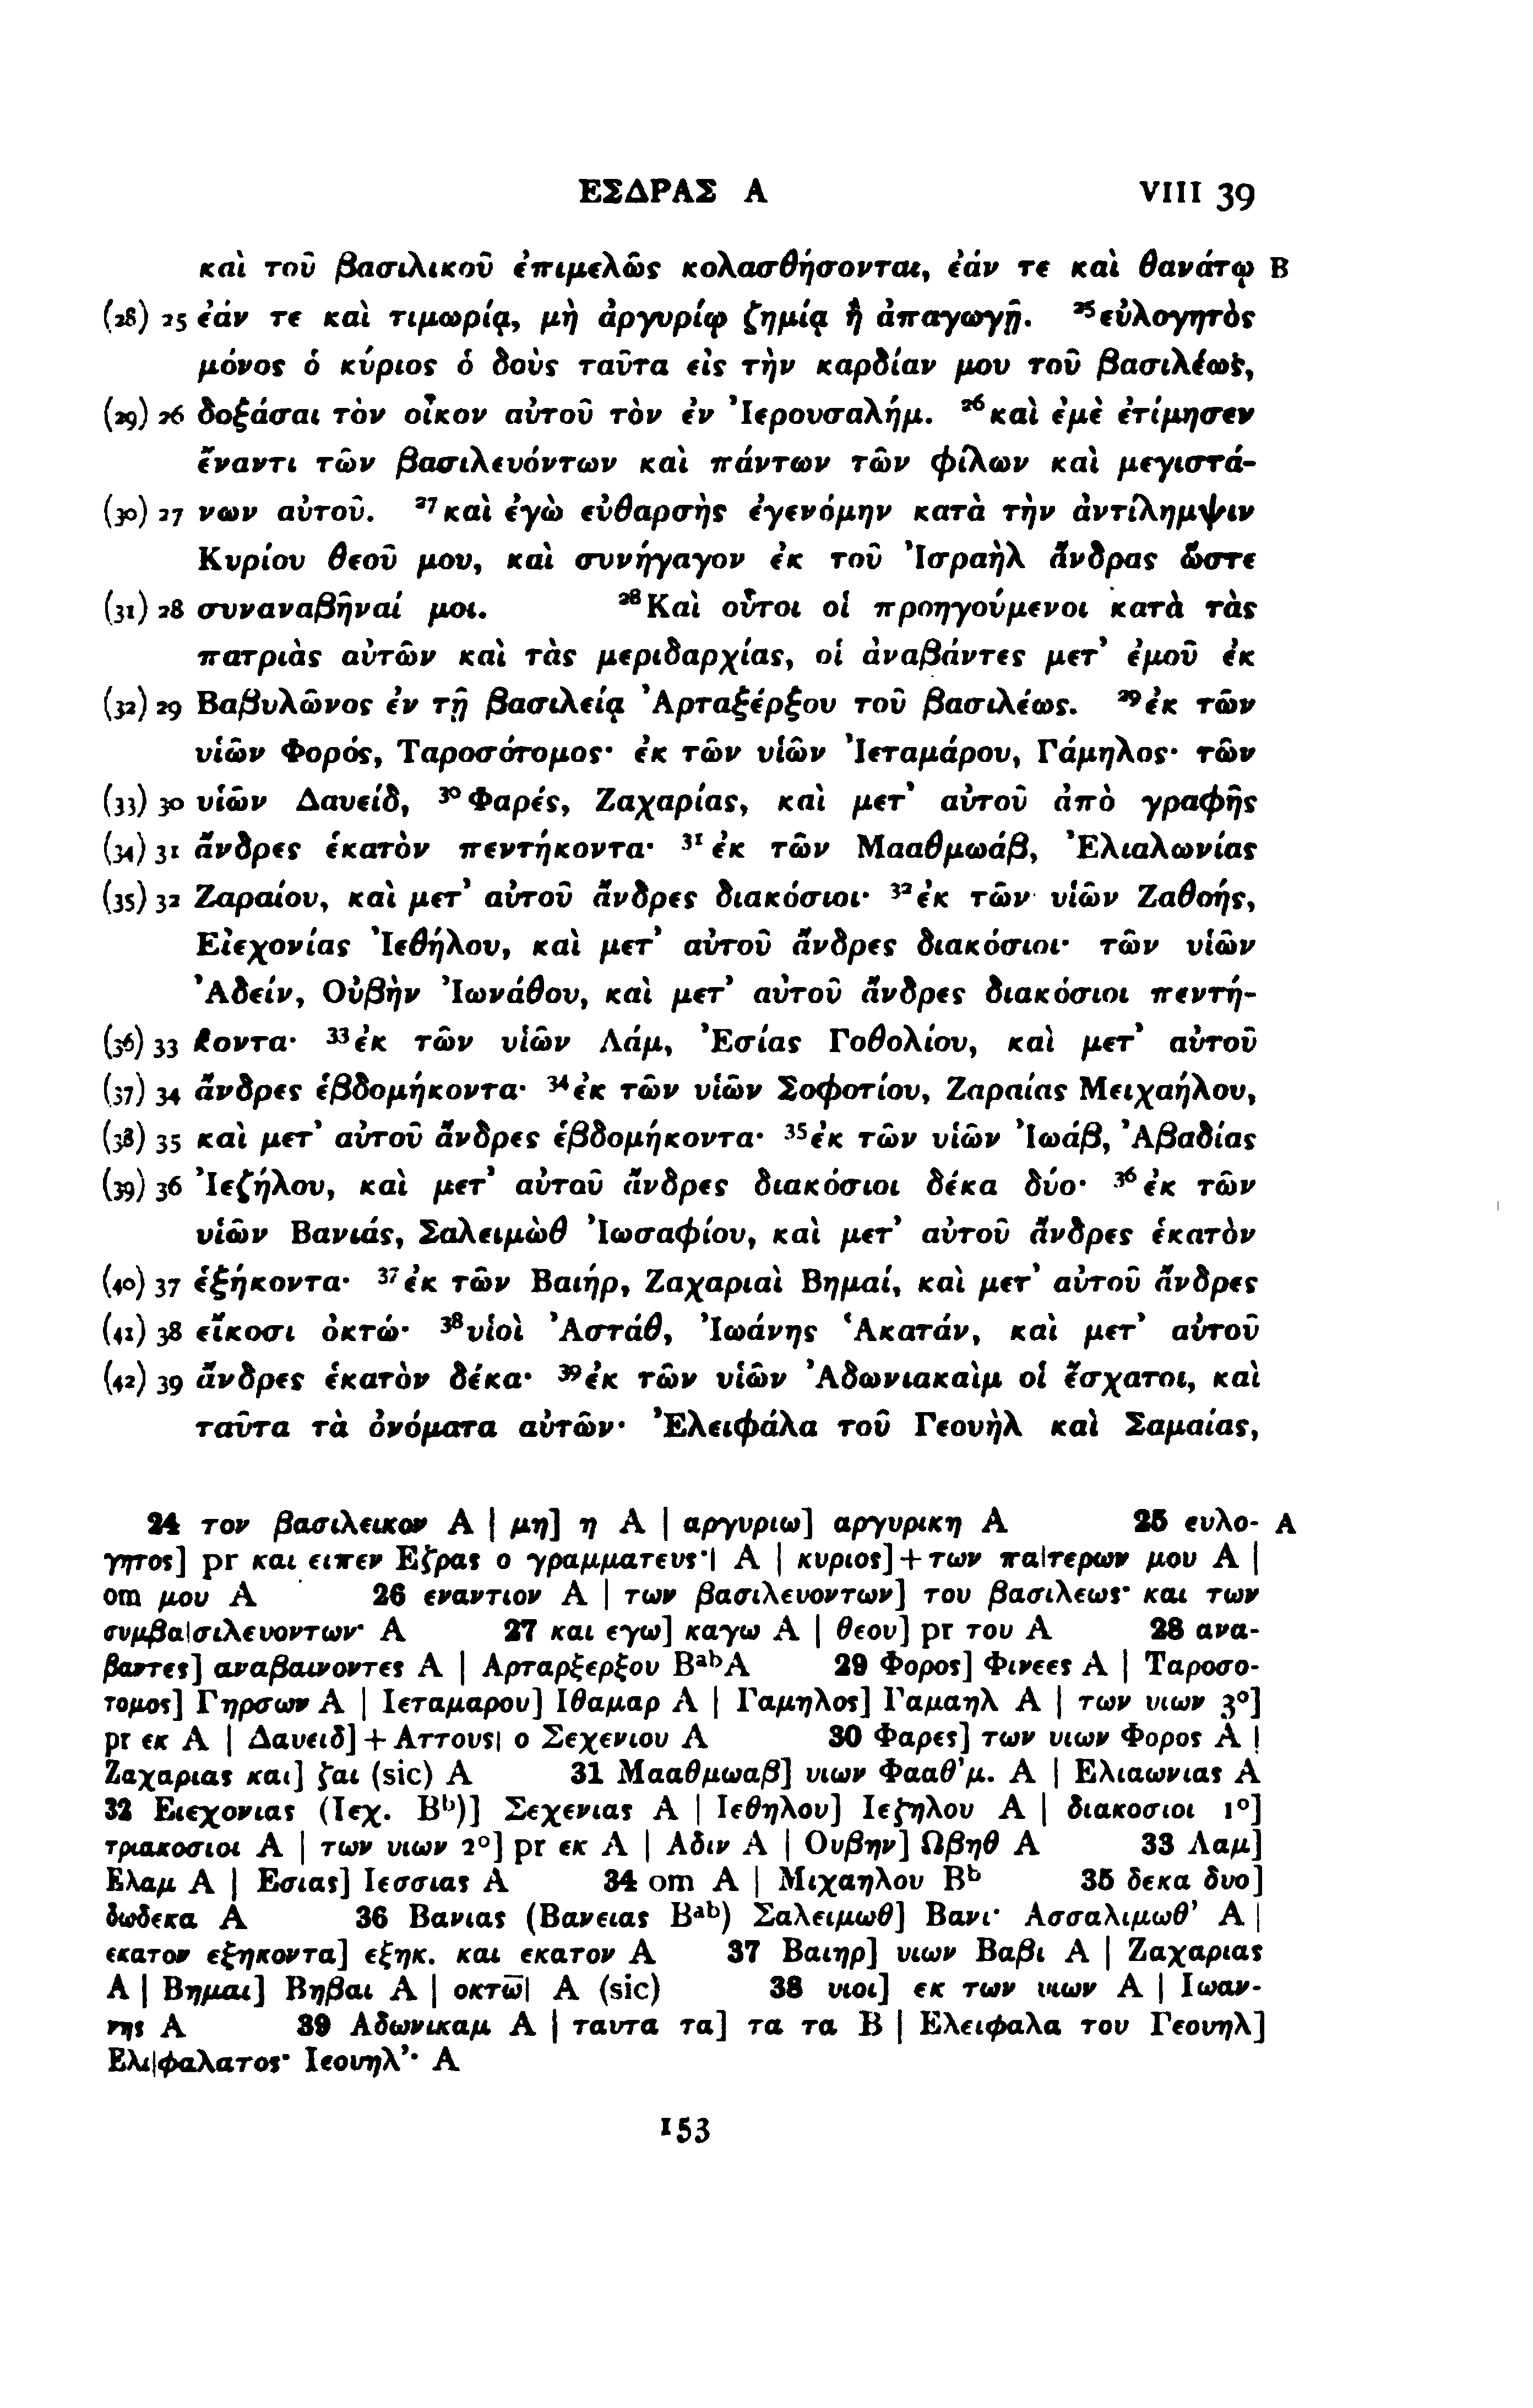 ΕΣΔΡΑΣ Α VIII 39
καὶ τοῦ βασιλικοῦ ἐπιμελῶς κολασθήσονται, ἐάν τε καὶ θανάτῳ B
(28) 25 ἐάν τε καὶ τιμωρίᾳ, μὴ ἀργυρίῳ ζημίᾳ ἢ ἀπαγωγῇ. ²⁵εὐλογητὸς
μόνος ὁ κύριος ὁ δοὺς ταῦτα εἰς τὴν καρδίαν μου τοῦ βασιλέως,
(29) 26 δοξάσαι τὸν οἶκον αὐτοῦ τὸν ἐν Ἰερουσαλήμ. ²⁶καὶ ἐμὲ ἐτίμησεν
ἔναντι τῶν βασιλευόντων καὶ πάντων τῶν φίλων καὶ μεγιστά-
(30) 27 νων αὐτοῦ. ²⁷καὶ ἐγὼ εὐθαρσὴς ἐγενόμην κατὰ τὴν ἀντίλημψιν
Κυρίου θεοῦ μου, καὶ συνήγαγον ἐκ τοῦ Ἰσραὴλ ἄνδρας ὥστε
(31) 28 συναναβῆναί μοι. ²⁸Καὶ οὗτοι οἱ προηγούμενοι κατὰ τὰς
πατριὰς αὐτῶν καὶ τὰς μεριδαρχίας, οἱ ἀναβάντες μετ᾽ ἐμοῦ ἐκ
(32) 29 Βαβυλῶνος ἐν τῇ βασιλείᾳ Ἀρταξέρξου τοῦ βασιλέως. ²⁹ἐκ τῶν
υἱῶν Φορός, Ταροσότομος· ἐκ τῶν υἱῶν Ἰεταμάρου, Γάμηλος· τῶν
(33) 30 υἱῶν Δαυείδ, ³⁰Φαρές, Ζαχαρίας, καὶ μετ᾽ αὐτοῦ ἀπὸ γραφῆς
(34) 31 ἄνδρες ἑκατὸν πεντήκοντα· ³¹ἐκ τῶν Μααθμωάβ, Ἐλιαλωνίας
(35) 32 Ζαραίου, καὶ μετ᾽ αὐτοῦ ἄνδρες διακόσιοι· ³²ἐκ τῶν υἱῶν Ζαθοής,
Εἰεχονίας Ἰεθήλου, καὶ μετ᾽ αὐτοῦ ἄνδρες διακόσιοι· τῶν υἱῶν
Ἀδείν, Οὐβὴν Ἰωνάθου, καὶ μετ᾽ αὐτοῦ ἄνδρες διακόσιοι πεντή-
(36) 33 κοντα· ³³ἐκ τῶν υἱῶν Λάμ, Ἐσίας Γοθολίου, καὶ μετ᾽ αὐτοῦ
(37) 34 ἄνδρες ἑβδομήκοντα· ³⁴ἐκ τῶν υἱῶν Σοφοτίου, Ζαραίας Μειχαήλου,
(38) 35 καὶ μετ᾽ αὐτοῦ ἄνδρες ἑβδομήκοντα· ³⁵ἐκ τῶν υἱῶν Ἰωάβ, Ἀβαδίας
(39) 36 Ἰεζήλου, καὶ μετ᾽ αὐτοῦ ἄνδρες διακόσιοι δέκα δύο· ³⁶ἐκ τῶν
υἱῶν Βανιάς, Σαλειμὼθ Ἰωσαφίου, καὶ μετ᾽ αὐτοῦ ἄνδρες ἑκατὸν
(40) 37 ἑξήκοντα· ³⁷ἐκ τῶν Βαιήρ, Ζαχαριαὶ Βημαί, καὶ μετ᾽ αὐτοῦ ἄνδρες
(41) 38 εἴκοσι ὀκτώ· ³⁸υἱοὶ Ἀστάθ, Ἰωάνης Ἁκατάν, καὶ μετ᾽ αὐτοῦ
(42) 39 ἄνδρες ἑκατὸν δέκα· ³⁹ἐκ τῶν υἱῶν Ἀδωνιακαὶμ οἱ ἔσχατοι, καὶ
ταῦτα τὰ ὀνόματα αὐτῶν· Ἐλειφάλα τοῦ Γεουὴλ καὶ Σαμαίας,
24 τον βασιλεικον A | μη] η A | αργυριω] αργυρικη A 25 ευλο- A
γητος] pr και ειπεν Εζρας ο γραμματευς·| A | κυριος]+των πα|τερων μου A |
om μου A 26 εναντιον A | των βασιλευοντων] του βασιλεως· και των
συμβα|σιλευοντων· A 27 και εγω] καγω A | θεου] pr του A 28 ανα-
βαντες] αναβαινοντες A | Αρταρξερξου BᵃᵇA 29 Φορος] Φινεες A | Ταροσο-
τομος] Γηρσων A | Ιεταμαρου] Ιθαμαρ A | Γαμηλος] Γαμαηλ A | των υιων 3°]
pr εκ A | Δαυειδ]+Αττους| ο Σεχενιου A 30 Φαρες] των υιων Φορος A |
Ζαχαριας και] ζαι (sic) A 31 Μααθμωαβ] υιων Φααθ᾽μ. A | Ελιαωνιας A
32 Ειεχονιας (Ιεχ. Bᵇ)] Σεχενιας A | Ιεθηλου] Ιεζηλου A | διακοσιοι 1°]
τριακοσιοι A | των υιων 2°] pr εκ A | Αδιν A | Ουβην] Ωβηθ A 33 Λαμ]
Ελαμ A | Εσιας] Ιεσσιας A 34 om A | Μιχαηλου Bᵇ 35 δεκα δυο]
δωδεκα A 36 Βανιας (Βανειας Bᵃᵇ) Σαλειμωθ] Βανι· Ασσαλιμωθ᾽ A |
εκατον εξηκοντα] εξηκ. και εκατον A 37 Βαιηρ] υιων Βαβι A | Ζαχαριας
A | Βημαι] Βηβαι A | οκτω̅| A (sic) 38 υιοι] εκ των υιων A | Ιωαν-
νης A 39 Αδωνικαμ A | ταυτα τα] τα τα B | Ελειφαλα του Γεουηλ]
Ελι|φαλατος· Ιεουηλ᾽· A
153